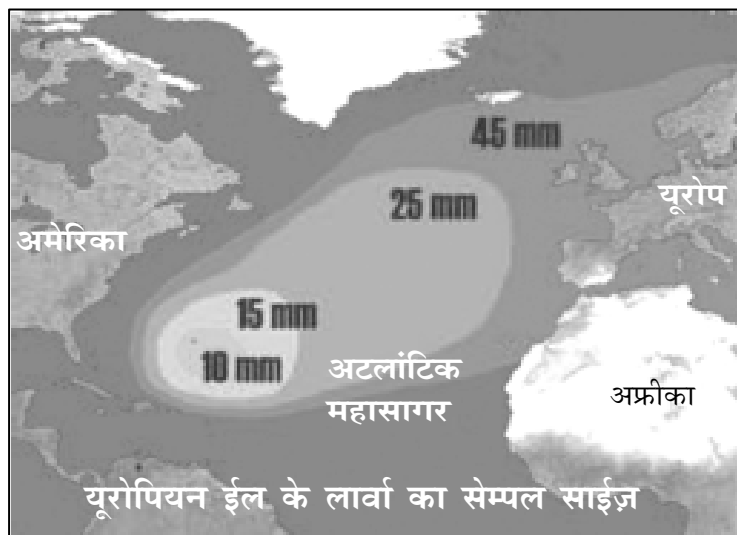 45 mm
25 mm
यूरोप
अमेरिका
15 mm
10 mm
अटलांटिक
महासागर
अफ्रीका
यूरोपियन ईल के लार्वा का सेम्पल साईज़